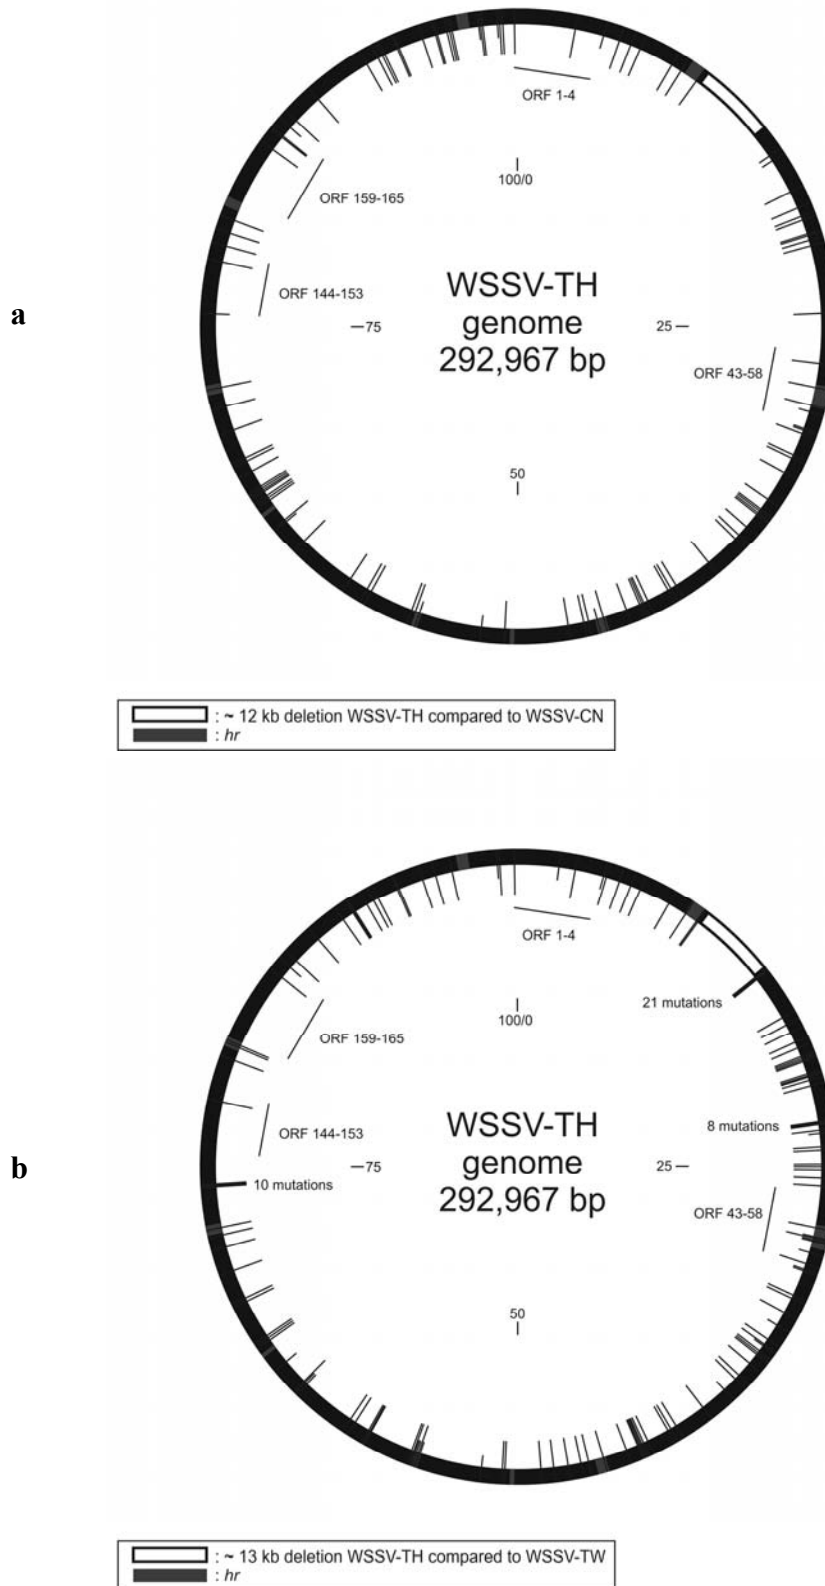 ORF 1-4
100/0
ORF 159-165
ORF 144-153
a
WSSV-TH
genome
292,967 bp
75
25
ORF 43-58
50
: ~ 12 kb deletion WSSV-TH compared to WSSV-CN
: hr
ORF 1-4
21 mutations
100/0
ORF 159-165
8 mutations
ORF 144-153
b
WSSV-TH
genome
292,967 bp
75
25
10 mutations
ORF 43-58
50
: ~ 13 kb deletion WSSV-TH compared to WSSV-TW
: hr